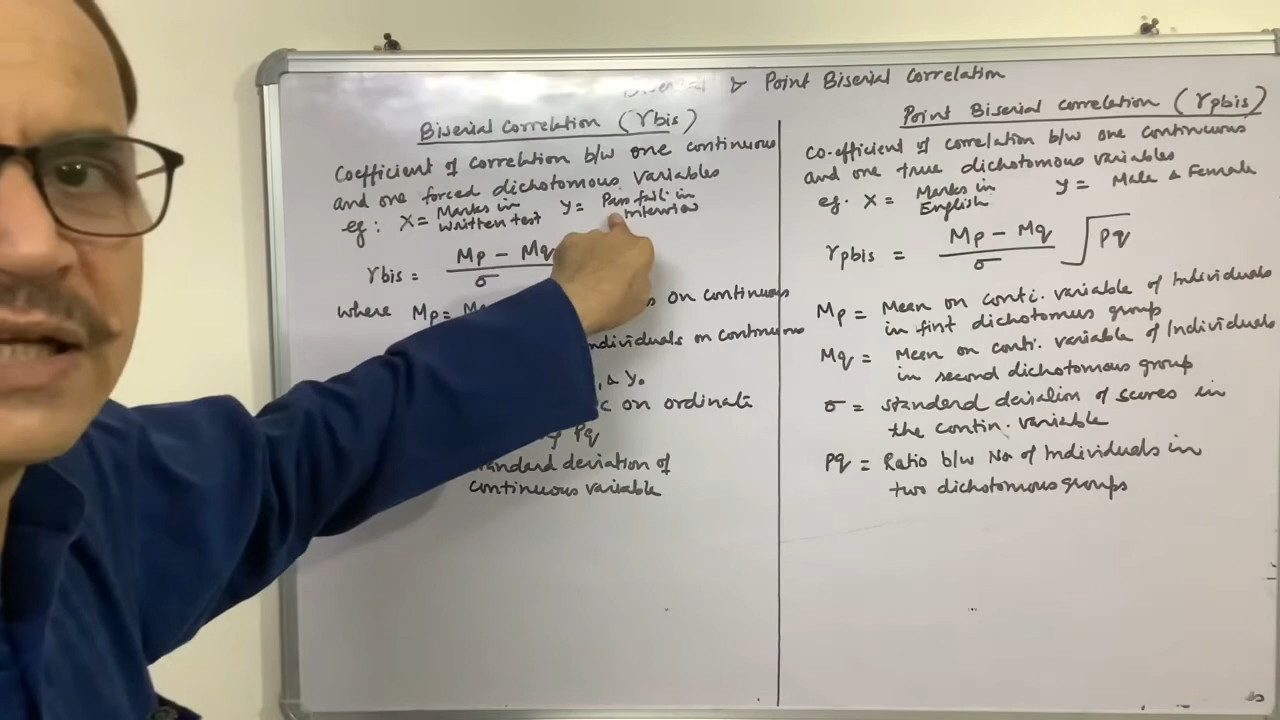 & Point Biserial Correlation
Biserial Correlation (rbis)
Coefficient of correlation b/w one continuous
and one forced dichotomous variables
eg: X = Marks in written test Y = Pass fail in Interview
rbis = Mp - Mq
σ
where Mp =
on continuous
ndividuals on continuous
& y.
on ordinate
pq
tandard deviation of
continuous variable
Point Biserial correlation (rpbis)
co-efficient of correlation b/w one continuous
and one true dichotomous variables
eg. X = Marks in English Y = Male & Female
rpbis = Mp - Mq √pq
σ
Mp = Mean on conti. variable of Individuals
in first dichotomus group
Mq = Mean on conti. variable of Individuals
in second dichotomous group
σ = standard deviation of scores in
the contin. variable
pq = Ratio b/w No of Individuals in
two dichotomous groups